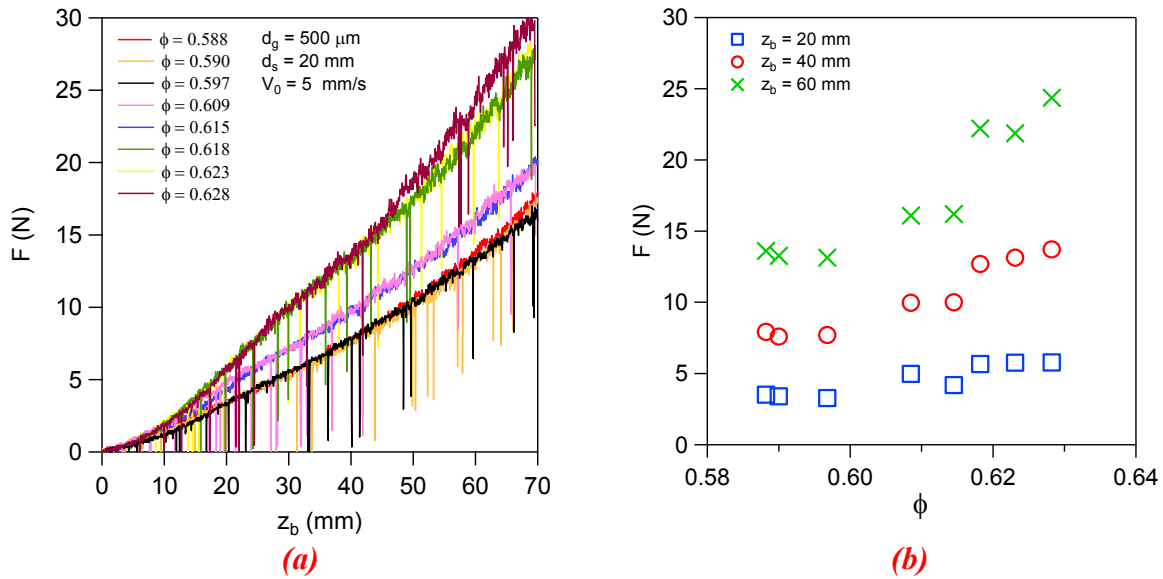 30
25
20
15
10
5
0
F (N)
ϕ = 0.588
ϕ = 0.590
ϕ = 0.597
ϕ = 0.609
ϕ = 0.615
ϕ = 0.618
ϕ = 0.623
ϕ = 0.628
d_g = 500 μm
d_s = 20 mm
V_0 = 5 mm/s
0 10 20 30 40 50 60 70
z_b (mm)
(a)
30
25
20
15
10
5
0
F (N)
z_b = 20 mm
z_b = 40 mm
z_b = 60 mm
0.58 0.60 0.62 0.64
ϕ
(b)